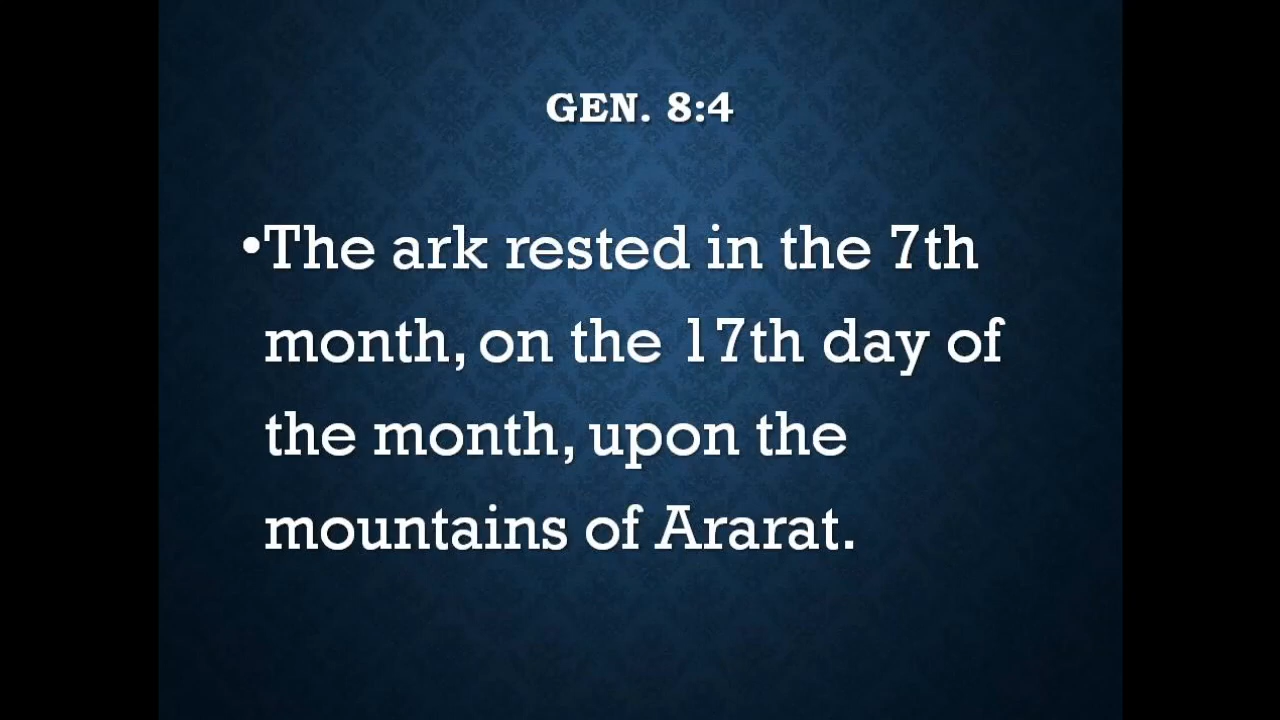 GEN. 8:4
•The ark rested in the 7th
month, on the 17th day of
the month, upon the
mountains of Ararat.